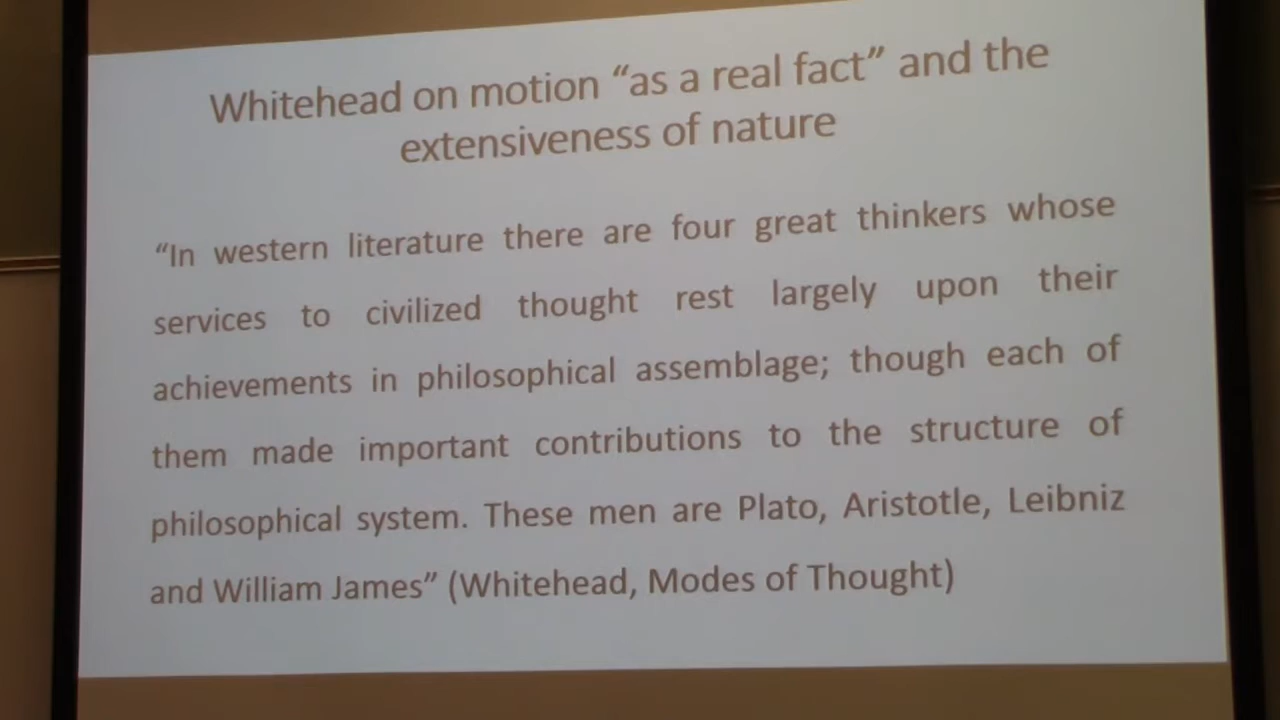 Whitehead on motion “as a real fact” and the
extensiveness of nature
“In western literature there are four great thinkers whose
services to civilized thought rest largely upon their
achievements in philosophical assemblage; though each of
them made important contributions to the structure of
philosophical system. These men are Plato, Aristotle, Leibniz
and William James” (Whitehead, Modes of Thought)